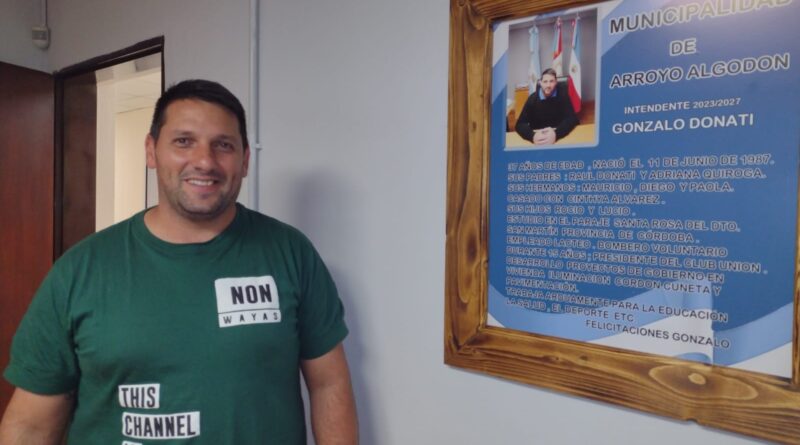 MUNICIPALIDAD
DE
ARROYO ALGODON
INTENDENTE 2023/2027
GONZALO DONATI
37 AÑOS DE EDAD , NACIÓ EL 11 DE JUNIO DE 1987.
SUS PADRES : RAUL DONATI Y ADRIANA QUIROGA.
SUS HERMANOS : MAURICIO , DIEGO Y PAOLA.
CASADO CON CINTHYA ALVAREZ .
SUS HIJOS ROCIO Y LUCIO .
ESTUDIO EN EL PARAJE SANTA ROSA DEL DTO.
SAN MARTÍN PROVINCIA DE CÓRDOBA .
EMPLEADO LACTEO . BOMBERO VOLUNTARIO
DURANTE 15 AÑOS ; PRESIDENTE DEL CLUB UNION .
DESARROLLO PROYECTOS DE GOBIERNO EN
VIVIENDA ILUMINACION CORDON CUNETA Y
PAVIMENTACIÓN.
TRABAJA ARDUAMENTE PARA LA EDUCACIÓN
LA SALUD , EL DEPORTE ETC
FELICITACIONES GONZALO
NON
WAYAS
THIS
CHANNEL